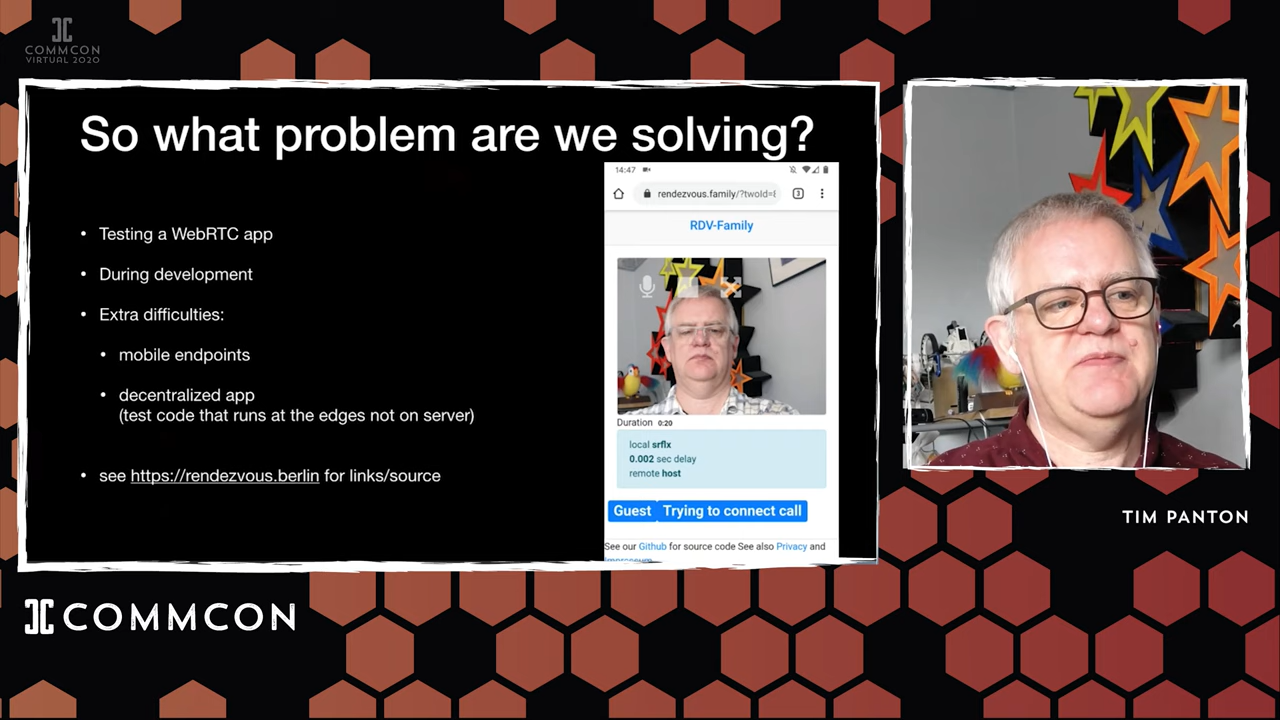 COMMCON
VIRTUAL 2020
So what problem are we solving?
• Testing a WebRTC app
• During development
• Extra difficulties:
• mobile endpoints
• decentralized app
(test code that runs at the edges not on server)
• see https://rendezvous.berlin for links/source
14:47
rendezvous.family/?twoId=
3
RDV-Family
Duration 0:20
local srflx
0.002 sec delay
remote host
Guest Trying to connect call
See our Github for source code See also Privacy and
TIM PANTON
COMMCON